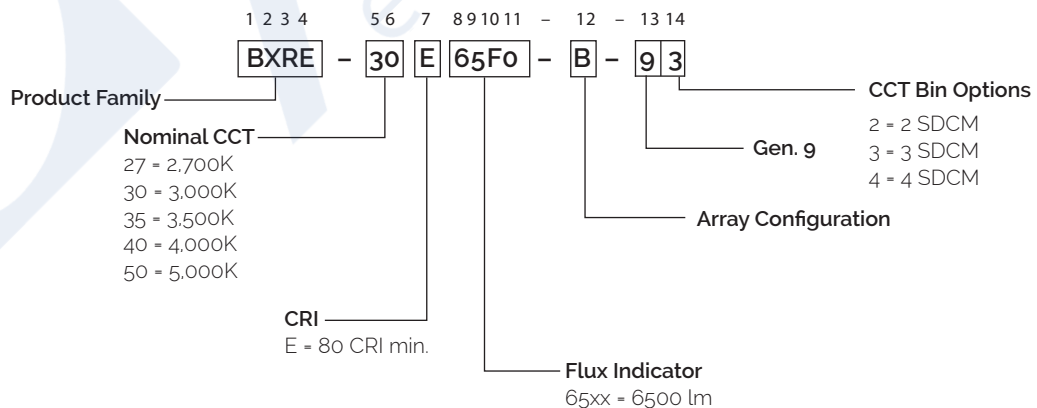 1 2 3 4 5 6 7 8 9 10 11 – 12 – 13 14
BXRE – 30 E 65F0 – B – 9 3
Product Family
Nominal CCT
27 = 2,700K
30 = 3,000K
35 = 3,500K
40 = 4,000K
50 = 5,000K
CRI
E = 80 CRI min.
Flux Indicator
65xx = 6500 lm
Array Configuration
Gen. 9
CCT Bin Options
2 = 2 SDCM
3 = 3 SDCM
4 = 4 SDCM